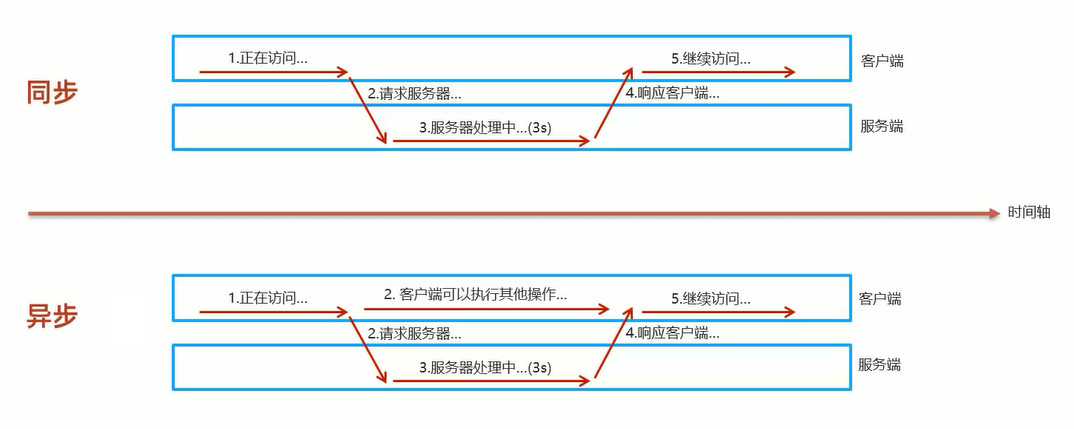 同步
1.正在访问...
5.继续访问...
客户端
2.请求服务器...
4.响应客户端...
3.服务器处理中...(3s)
服务端
时间轴
异步
1.正在访问...
2. 客户端可以执行其他操作...
5.继续访问...
客户端
2.请求服务器...
4.响应客户端...
3.服务器处理中...(3s)
服务端